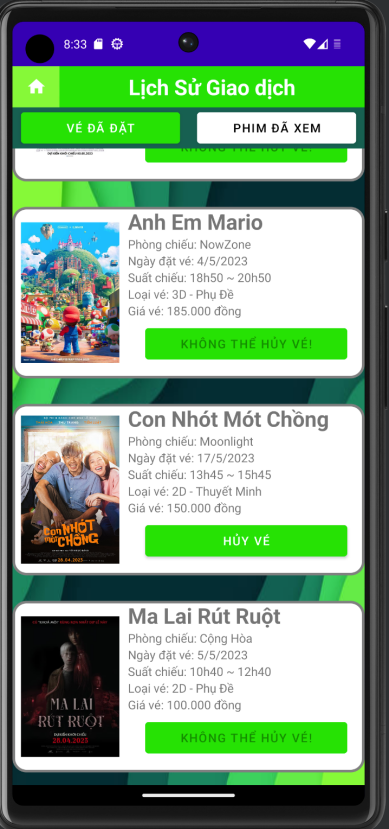 8:33
Lịch Sử Giao dịch
VÉ ĐÃ ĐẶT
PHIM ĐÃ XEM
KHÔNG THỂ HỦY VÉ!
Anh Em Mario
Phòng chiếu: NowZone
Ngày đặt vé: 4/5/2023
Suất chiếu: 18h50 ~ 20h50
Loại vé: 3D - Phụ Đề
Giá vé: 185.000 đồng
KHÔNG THỂ HỦY VÉ!
Con Nhót Mót Chồng
Phòng chiếu: Moonlight
Ngày đặt vé: 17/5/2023
Suất chiếu: 13h45 ~ 15h45
Loại vé: 2D - Thuyết Minh
Giá vé: 150.000 đồng
CON NHÓT
MÓT CHỒNG
28.04.2023
HỦY VÉ
Ma Lai Rút Ruột
Phòng chiếu: Cộng Hòa
Ngày đặt vé: 5/5/2023
Suất chiếu: 10h40 ~ 12h40
Loại vé: 2D - Phụ Đề
Giá vé: 100.000 đồng
MA LAI
RÚT RUỘT
28.04.2023
KHÔNG THỂ HỦY VÉ!